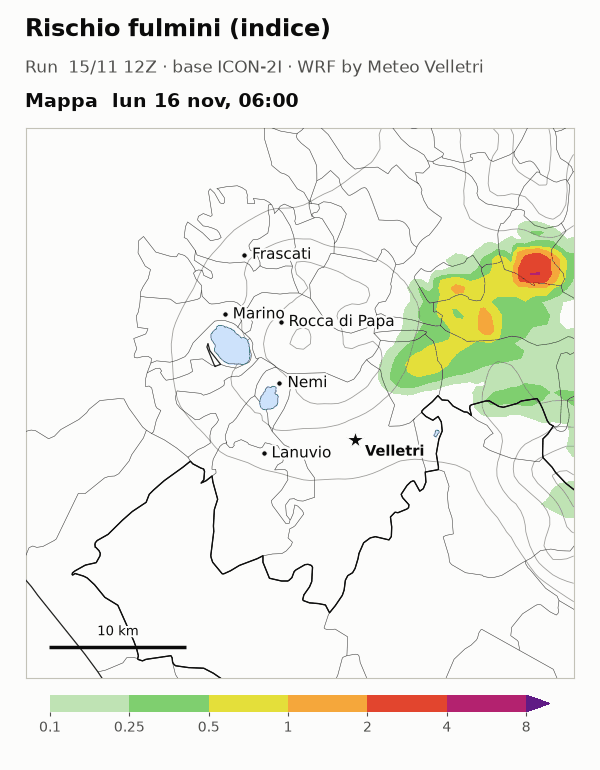 Rischio fulmini (indice)
Run  15/11 12Z · base ICON-2I · WRF by Meteo Velletri
Mappa  lun 16 nov, 06:00
Frascati
Marino
Rocca di Papa
Nemi
Velletri
Lanuvio
10 km
0.1 0.25 0.5 1 2 4 8